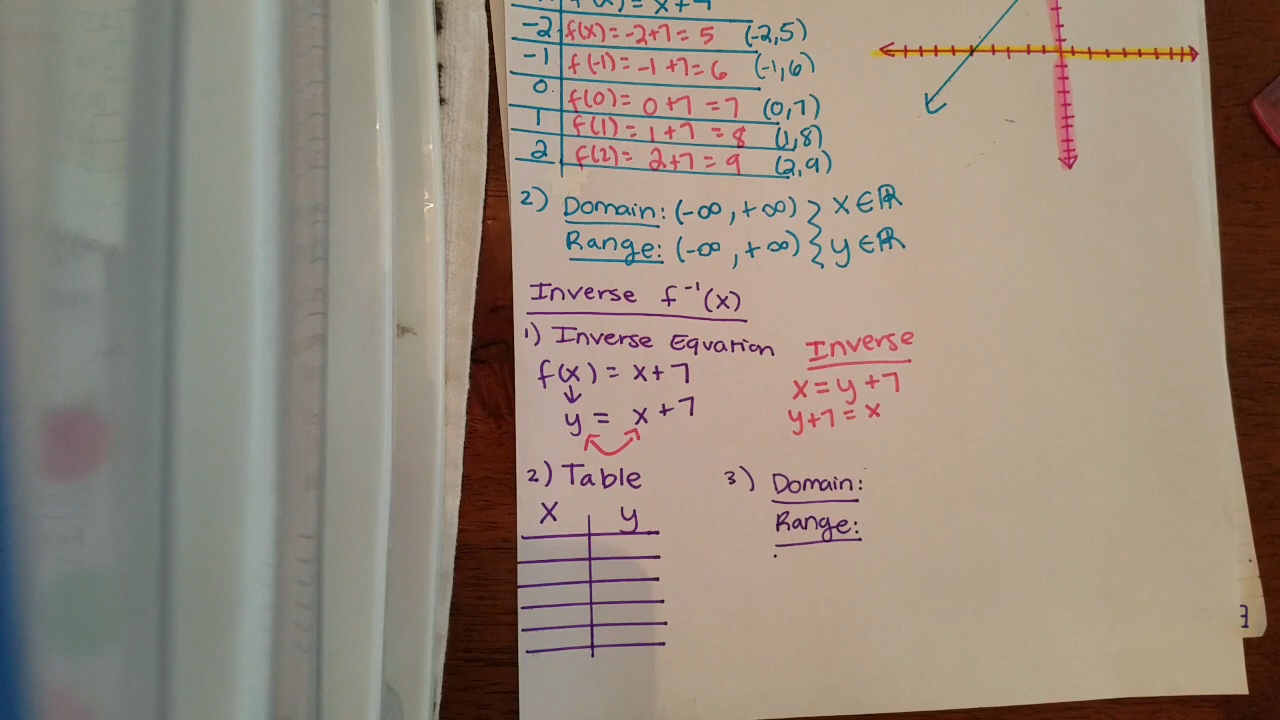 f(x) = x+7
-2 f(x) = -2+7 = 5 (-2,5)
-1 f(-1) = -1+7 = 6 (-1,6)
0 f(0) = 0+7 = 7 (0,7)
1 f(1) = 1+7 = 8 (1,8)
2 f(2) = 2+7 = 9 (2,9)
2) Domain: (-∞, +∞) } x ∈ ℝ
Range: (-∞, +∞) } y ∈ ℝ
Inverse f⁻¹(x)
1) Inverse Equation
f(x) = x+7
↓
y = x+7
Inverse
x = y+7
y+7 = x
2) Table
x y
3) Domain:
Range: